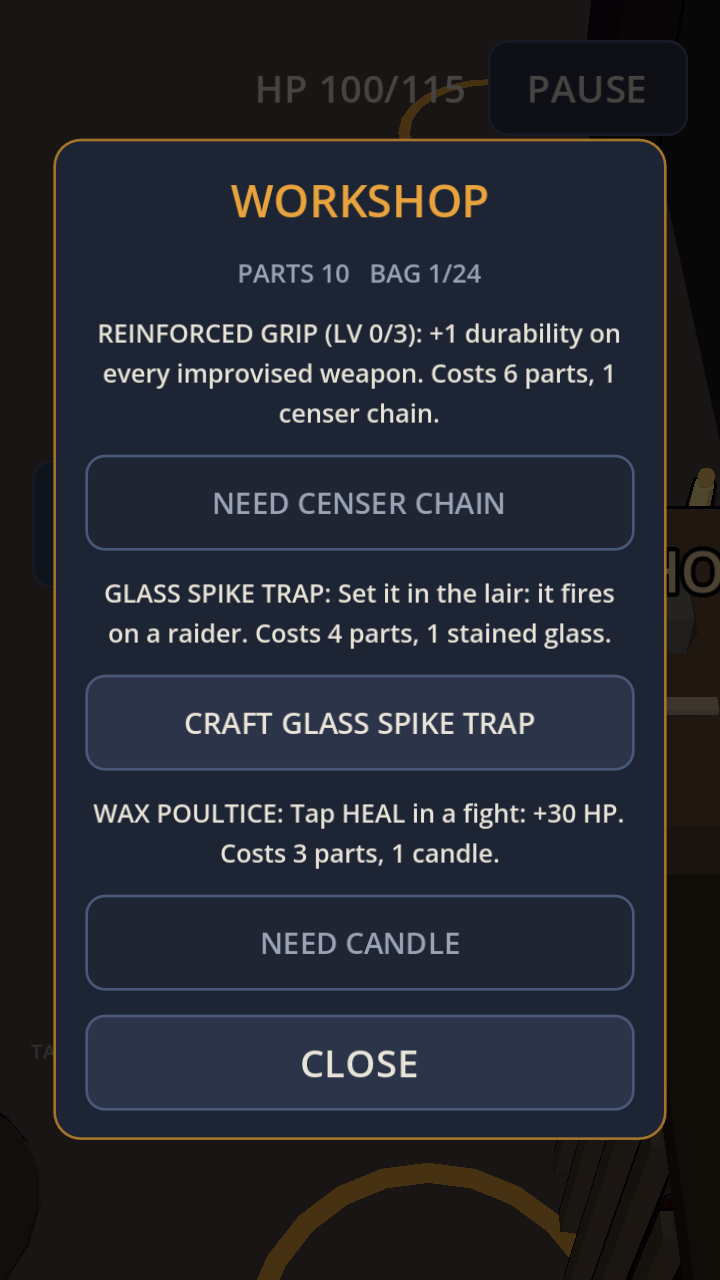 HP 100/115
PAUSE
WORKSHOP
PARTS 10 BAG 1/24
REINFORCED GRIP (LV 0/3): +1 durability on
every improvised weapon. Costs 6 parts, 1
censer chain.
NEED CENSER CHAIN
GLASS SPIKE TRAP: Set it in the lair: it fires
on a raider. Costs 4 parts, 1 stained glass.
CRAFT GLASS SPIKE TRAP
WAX POULTICE: Tap HEAL in a fight: +30 HP.
Costs 3 parts, 1 candle.
NEED CANDLE
CLOSE